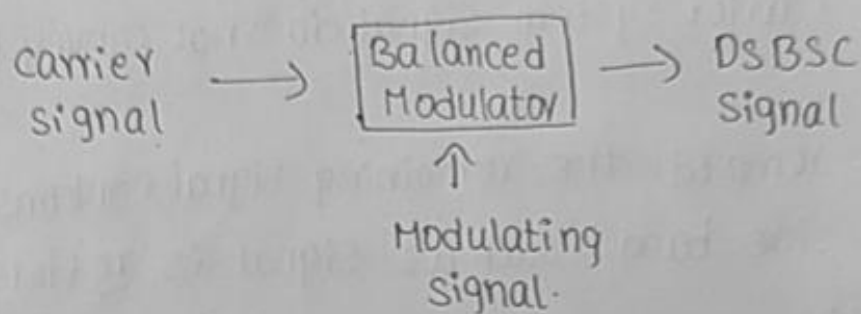 Carrier
signal
Balanced
Modulator
DSBSC
Signal
Modulating
signal.